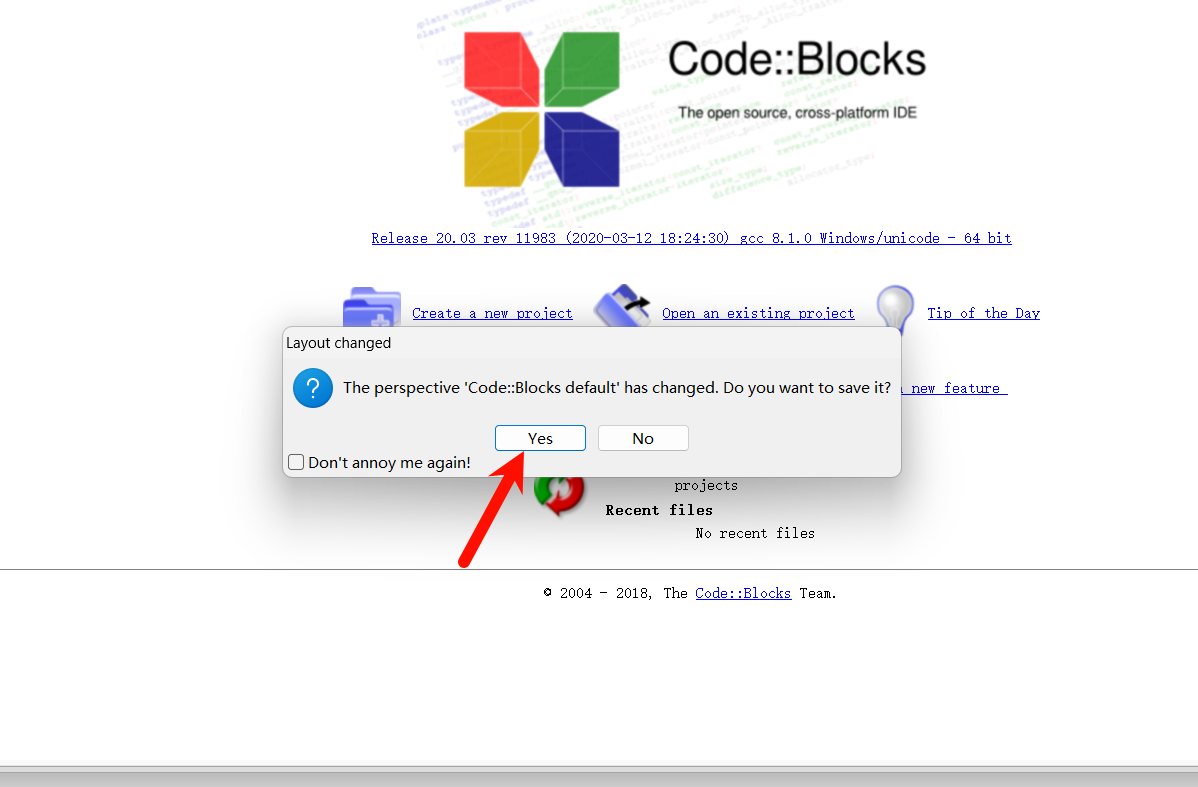 Code::Blocks
The open source, cross-platform IDE
Release 20.03 rev 11983 (2020-03-12 18:24:30) gcc 8.1.0 Windows/unicode - 64 bit
Create a new project
Open an existing project
Tip of the Day
Layout changed
The perspective 'Code::Blocks default' has changed. Do you want to save it?
new feature
Yes
No
Don't annoy me again!
projects
Recent files
No recent files
© 2004 - 2018, The Code::Blocks Team.